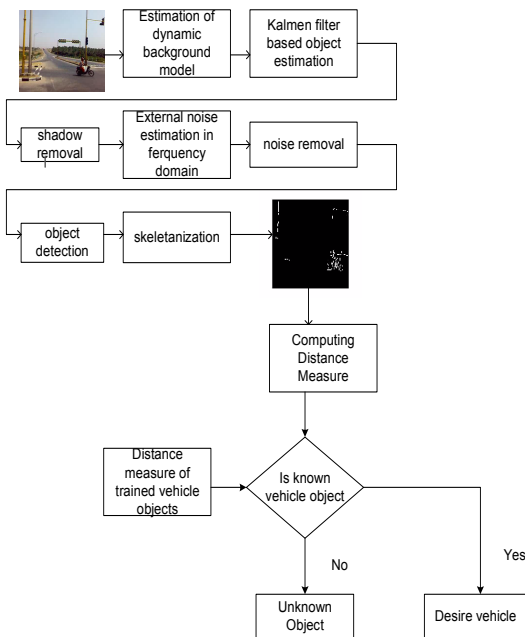 Estimation of
dynamic
background
model
Kalmen filter
based object
estimation
shadow
removal
External noise
estimation in
ferquency
domain
noise removal
object
detection
skeletanization
Computing
Distance
Measure
Distance
measure of
trained vehicle
objects
Is known
vehicle object
No
Yes
Unknown
Object
Desire vehicle